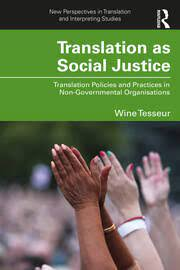 New Perspectives in Translation
and Interpreting Studies
Translation as
Social Justice
Translation Policies and Practices in
Non-Governmental Organisations
Wine Tesseur